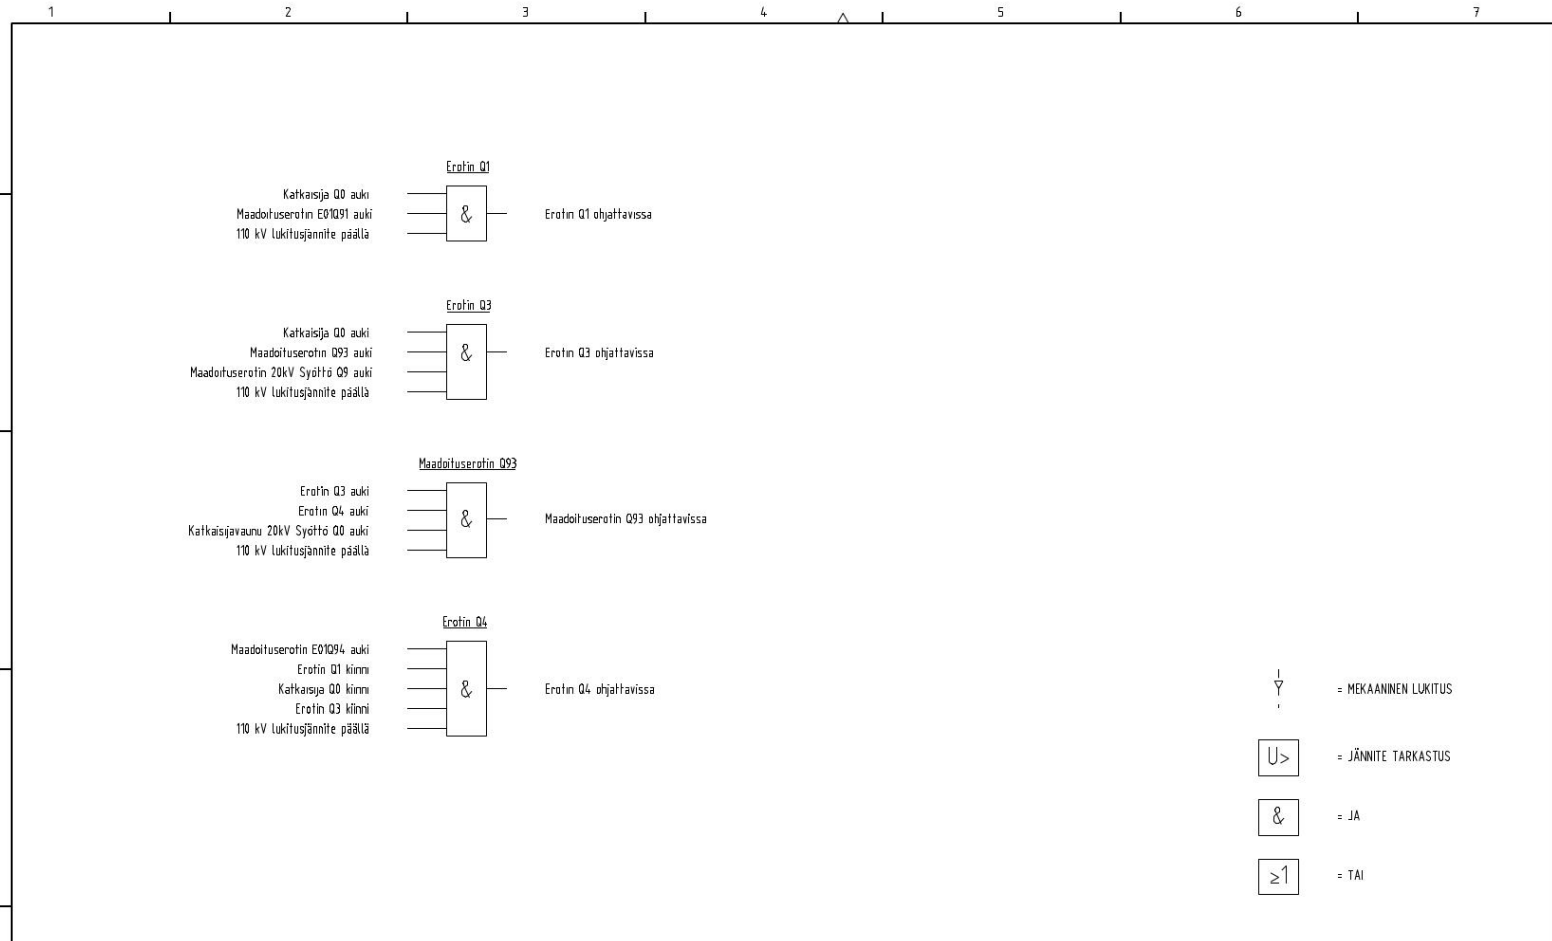 1 2 3 4 5 6 7
Erotin Q1
Katkaisija Q0 auki
Maadoituserotin E01Q91 auki
&
Erotin Q1 ohjattavissa
110 kV lukitusjännite päällä
Erotin Q3
Katkaisija Q0 auki
Maadoituserotin Q93 auki
&
Erotin Q3 ohjattavissa
Maadoituserotin 20kV Syöttö Q9 auki
110 kV lukitusjännite päällä
Maadoituserotin Q93
Erotin Q3 auki
Erotin Q4 auki
&
Maadoituserotin Q93 ohjattavissa
Katkaisijavaunu 20kV Syöttö Q0 auki
110 kV lukitusjännite päällä
Erotin Q4
Maadoituserotin E01Q94 auki
Erotin Q1 kiinni
Katkaisija Q0 kiinni
&
Erotin Q4 ohjattavissa
Erotin Q3 kiinni
110 kV lukitusjännite päällä
= MEKAANINEN LUKITUS
U> = JÄNNITE TARKASTUS
& = JA
≥1 = TAI